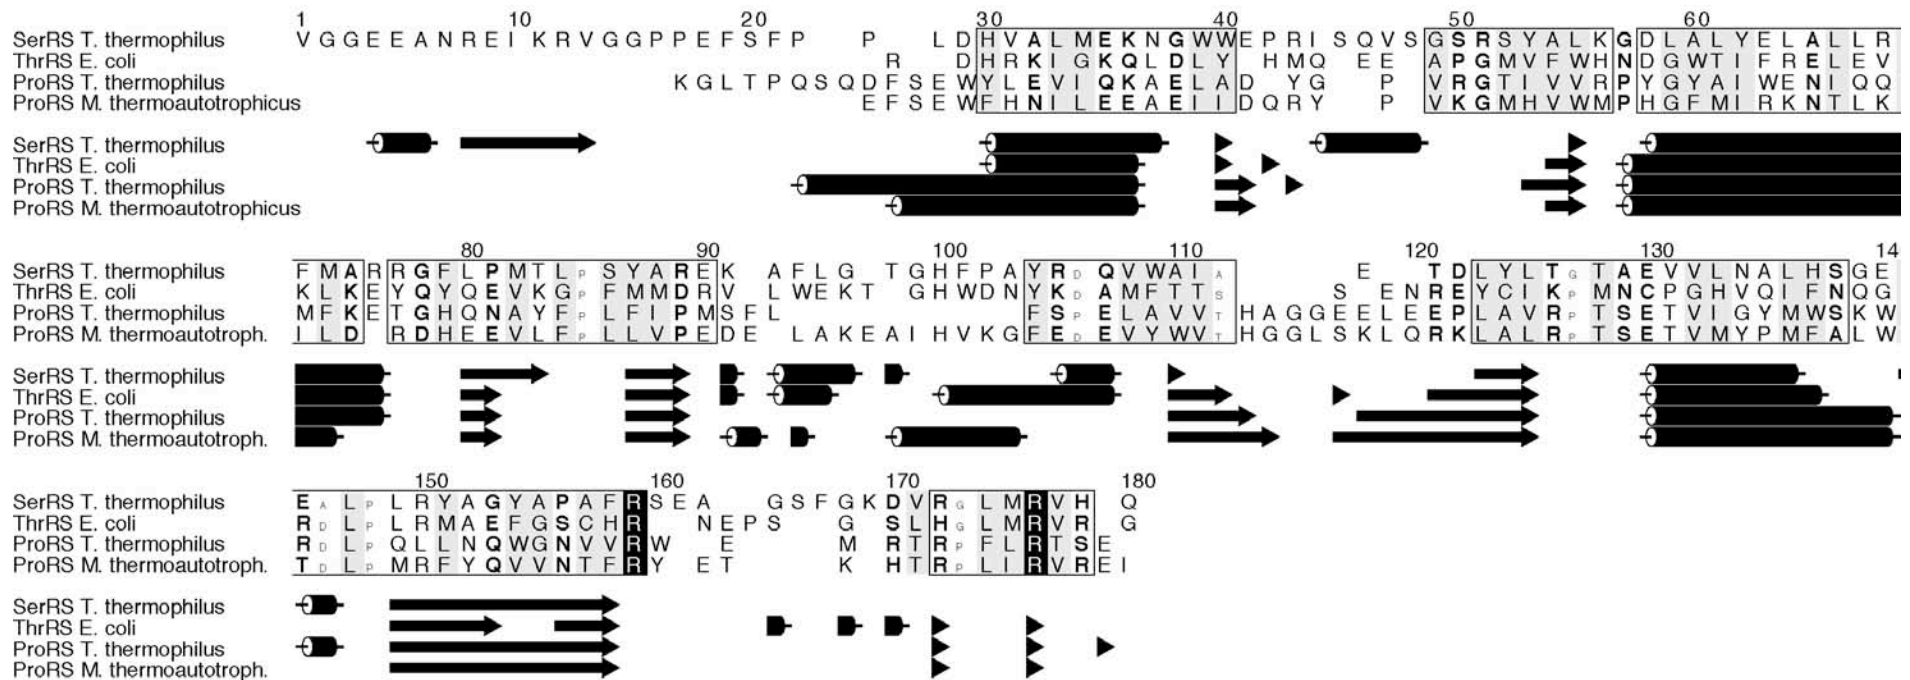 1 10 20 30 40 50 60
SerRS T. thermophilus V G G E E A N R E I K R V G G P P E F S F P P L D H V A L M E K N G W W E P R I S Q V S G S R S Y A L K G D L A L Y E L A L L R
ThrRS E. coli R D H R K I G K Q L D L Y H M Q E E A P G M V F W H N D G W T I F R E L E V
ProRS T. thermophilus K G L T P Q S Q D F S E W Y L E V I Q K A E L A D Y G P V R G T I V V R P Y G Y A I W E N I Q Q
ProRS M. thermoautotrophicus E F S E W F H N I L E E A E I I D Q R Y P V K G M H V W M P H G F M I R K N T L K
SerRS T. thermophilus
ThrRS E. coli
ProRS T. thermophilus
ProRS M. thermoautotrophicus
80 90 100 110 120 130 14
SerRS T. thermophilus F M A R R G F L P M T L P S Y A R E K A F L G T G H F P A Y R D Q V W A I A E T D L Y L T G T A E V V L N A L H S G E
ThrRS E. coli K L K E Y Q Y Q E V K G P F M M D R V L W E K T G H W D N Y K D A M F T T S S E N R E Y C I K P M N C P G H V Q I F N Q G
ProRS T. thermophilus M F K E T G H Q N A Y F P L F I P M S F L F S P E L A V V T H A G G E E L E E P L A V R P T S E T V I G Y M W S K W
ProRS M. thermoautotroph. I L D R D H E E V L F P L L V P E D E L A K E A I H V K G F E D E V Y W V T H G G L S K L Q R K L A L R P T S E T V M Y P M F A L W
SerRS T. thermophilus
ThrRS E. coli
ProRS T. thermophilus
ProRS M. thermoautotroph.
150 160 170 180
SerRS T. thermophilus E A L P L R Y A G Y A P A F R S E A G S F G K D V R G L M R V H Q
ThrRS E. coli R D L P L R M A E F G S C H R N E P S G S L H G L M R V R G
ProRS T. thermophilus R D L P Q L L N Q W G N V V R W E M R T R P F L R T S E
ProRS M. thermoautotroph. T D L P M R F Y Q V V N T F R Y E T K H T R P L I R V R E I
SerRS T. thermophilus
ThrRS E. coli
ProRS T. thermophilus
ProRS M. thermoautotroph.